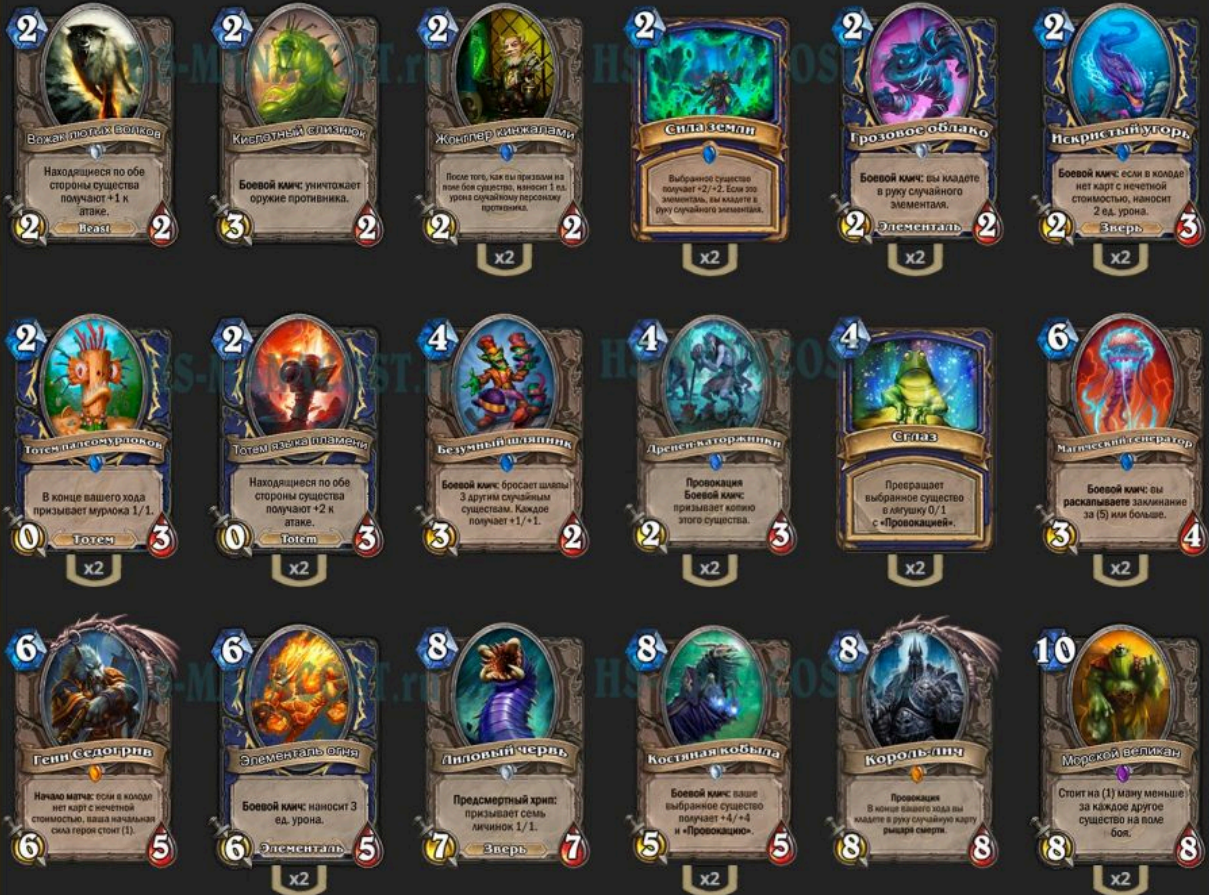 HS-MANACOST.ru
HS-MANACOST
2
Вожак лютых волков
Находящиеся по обе
стороны существа
получают +1 к
атаке.
2
Beast
2
2
Кислотный слизнюк
Боевой клич: уничтожает
оружие противника.
3
2
2
Жонглер кинжалами
После того, как вы призвали на
поле боя существо, наносит 1 ед.
урона случайному персонажу
противника.
2
2
x2
2
Сила земли
Выбранное существо
получает +2/+2. Если это
элементаль, вы кладете в
руку случайного элементаля.
x2
2
Грозовое облако
Боевой клич: вы кладете
в руку случайного
элементаля.
2
Элементаль
2
x2
2
Искристый угорь
Боевой клич: если в колоде
нет карт с нечетной
стоимостью, наносит
2 ед. урона.
2
Зверь
3
x2
2
Тотем палеомурлоков
В конце вашего хода
призывает мурлока 1/1.
0
Тотем
3
x2
2
Тотем языка пламени
Находящиеся по обе
стороны существа
получают +2 к
атаке.
0
Totem
3
x2
4
Безумный шляпник
Боевой клич: бросает шляпы
3 другим случайным
существам. Каждое
получает +1/+1.
3
2
4
Дренеи-каторжники
Провокация
Боевой клич:
призывает копию
этого существа.
2
3
x2
4
Сглаз
Превращает
выбранное существо
в лягушку 0/1
с «Провокацией».
x2
6
Магический генератор
Боевой клич: вы
раскапываете заклинание
за (5) или больше.
3
4
6
Генн Седогрив
Начало матча: если в колоде
нет карт с нечетной
стоимостью, ваша начальная
сила героя стоит (1).
6
5
6
Элементаль огня
Боевой клич: наносит 3
ед. урона.
6
Элементаль
5
x2
8
Лиловый червь
Предсмертный хрип:
призывает семь
личинок 1/1.
7
Зверь
7
8
Костяная кобыла
Боевой клич: ваше
выбранное существо
получает +4/+4
и «Провокацию».
5
5
x2
8
Король-лич
Провокация
В конце вашего хода вы
кладете в руку случайную карту
рыцаря смерти.
8
8
10
Морской великан
Стоит на (1) ману меньше
за каждое другое
существо на поле
боя.
8
8
x2